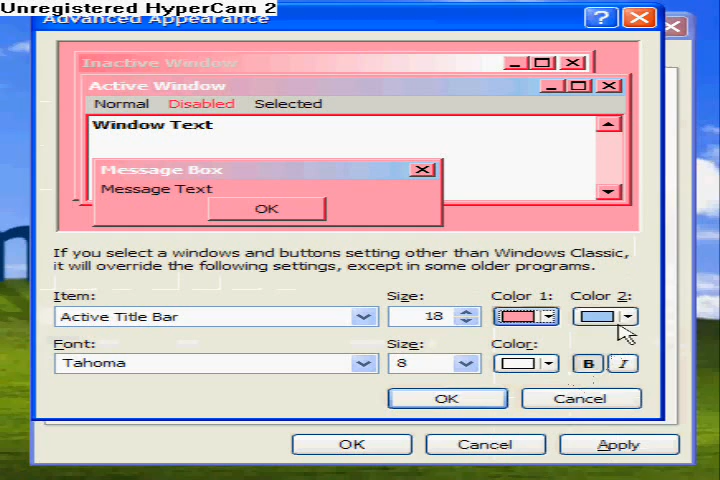 Unregistered HyperCam 2
Advanced Appearance
Inactive Window
Active Window
Normal Disabled Selected
Window Text
Message Box
Message Text
OK
If you select a windows and buttons setting other than Windows Classic,
it will override the following settings, except in some older programs.
Item: Size: Color 1: Color 2:
Active Title Bar 18
Font: Size: Color:
Tahoma 8 B I
OK Cancel
OK Cancel Apply